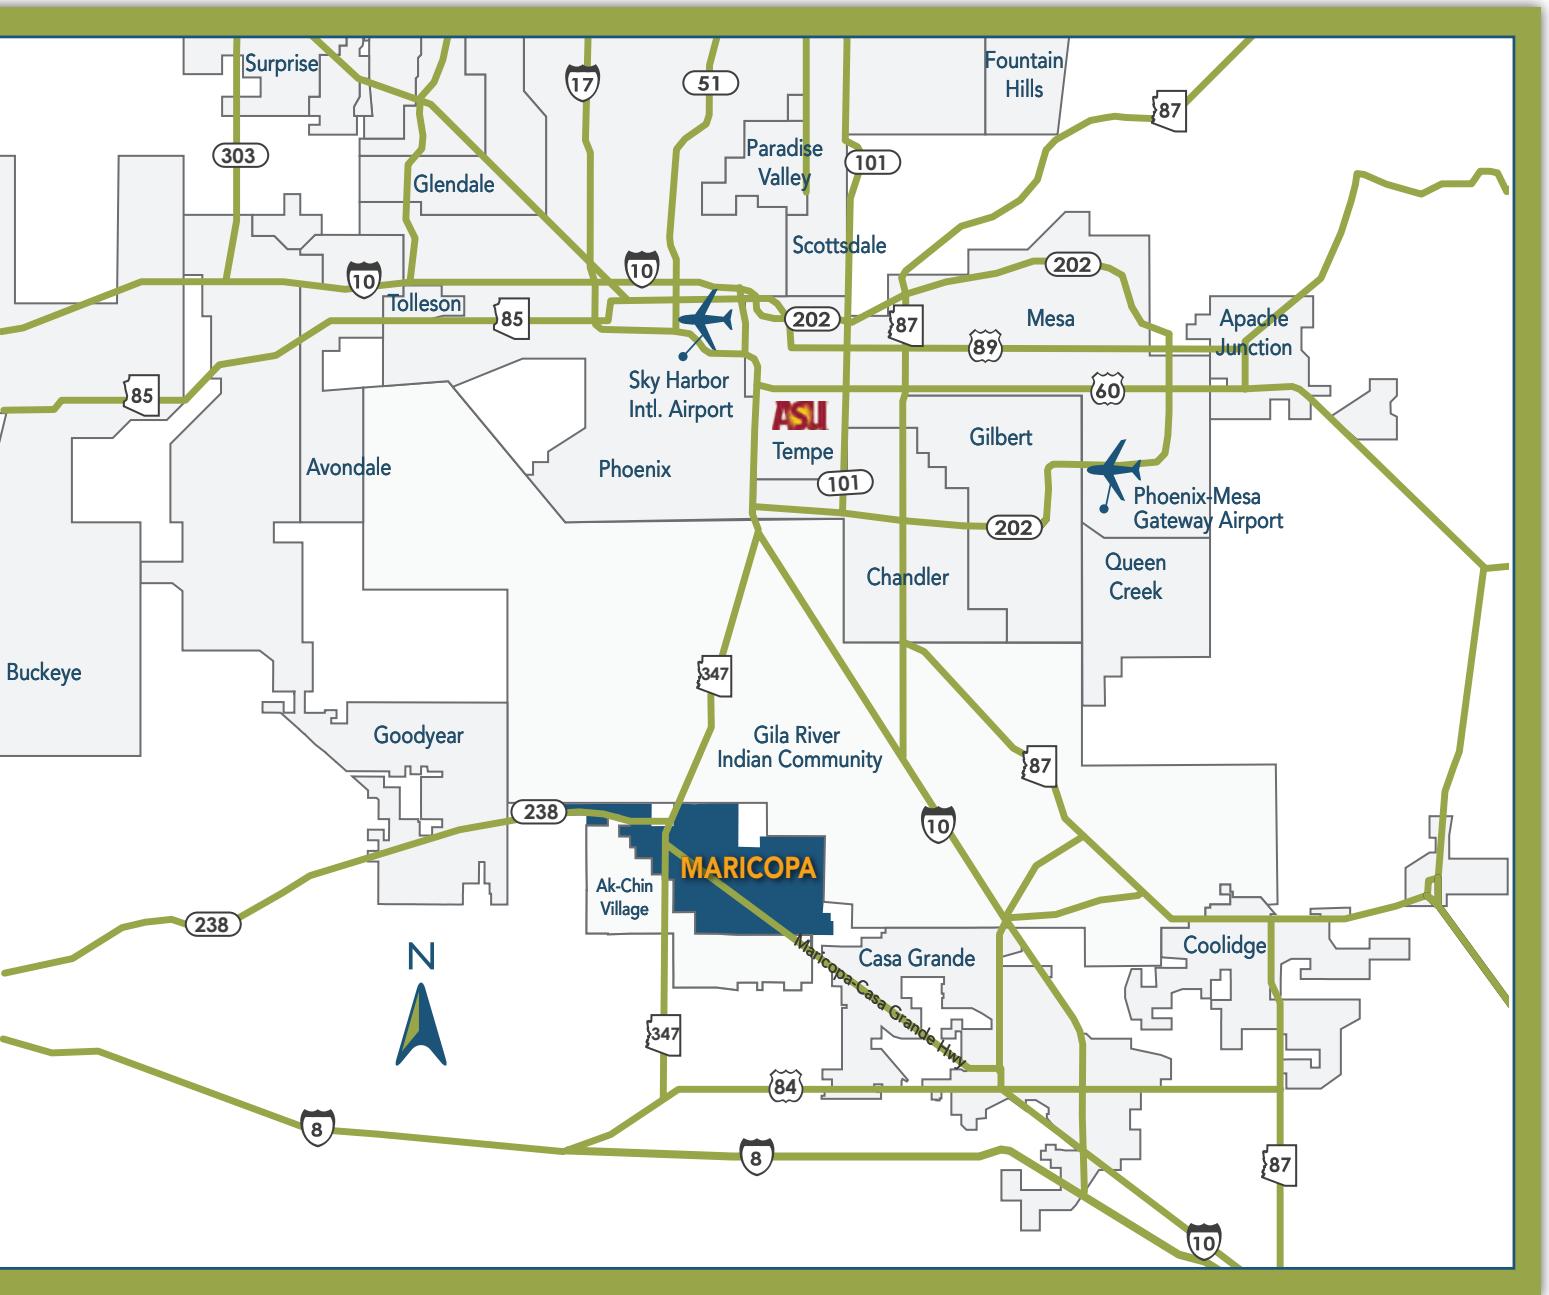 Surprise
17
51
Fountain
Hills
87
303
Paradise
Valley
101
Glendale
Scottsdale
10
10
202
Tolleson
85
202
87
Mesa
Apache
Junction
89
85
Sky Harbor
Intl. Airport
60
ASU
Tempe
Gilbert
Avondale
Phoenix
101
Phoenix-Mesa
Gateway Airport
202
Chandler
Queen
Creek
Buckeye
347
Goodyear
Gila River
Indian Community
87
238
10
MARICOPA
Ak-Chin
Village
238
N
Maricopa-Casa Grande Hwy
Casa Grande
Coolidge
347
84
8
8
87
10